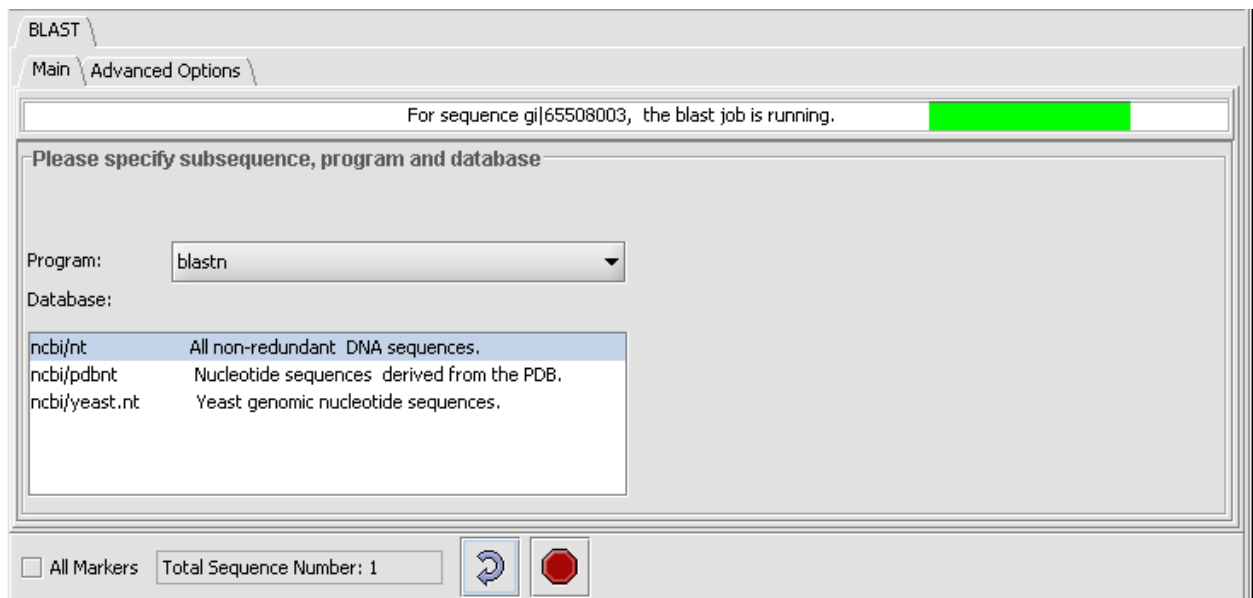 BLAST
Main Advanced Options
For sequence gi|65508003, the blast job is running.
Please specify subsequence, program and database
Program: blastn
Database:
ncbi/nt All non-redundant DNA sequences.
ncbi/pdbnt Nucleotide sequences derived from the PDB.
ncbi/yeast.nt Yeast genomic nucleotide sequences.
All Markers Total Sequence Number: 1